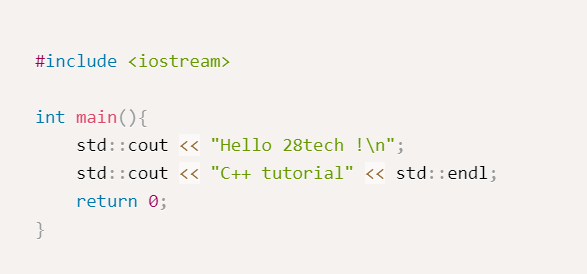 #include <iostream>

int main(){
    std::cout << "Hello 28tech !\n";
    std::cout << "C++ tutorial" << std::endl;
    return 0;
}